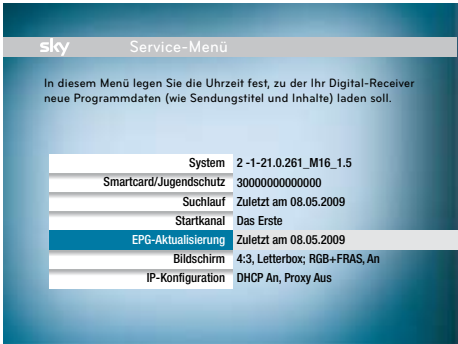 sky Service-Menü
In diesem Menü legen Sie die Uhrzeit fest, zu der Ihr Digital-Receiver
neue Programmdaten (wie Sendungstitel und Inhalte) laden soll.
System 2 -1-21.0.261_M16_1.5
Smartcard/Jugendschutz 30000000000000
Suchlauf Zuletzt am 08.05.2009
Startkanal Das Erste
EPG-Aktualisierung Zuletzt am 08.05.2009
Bildschirm 4:3, Letterbox; RGB+FRAS, An
IP-Konfiguration DHCP An, Proxy Aus